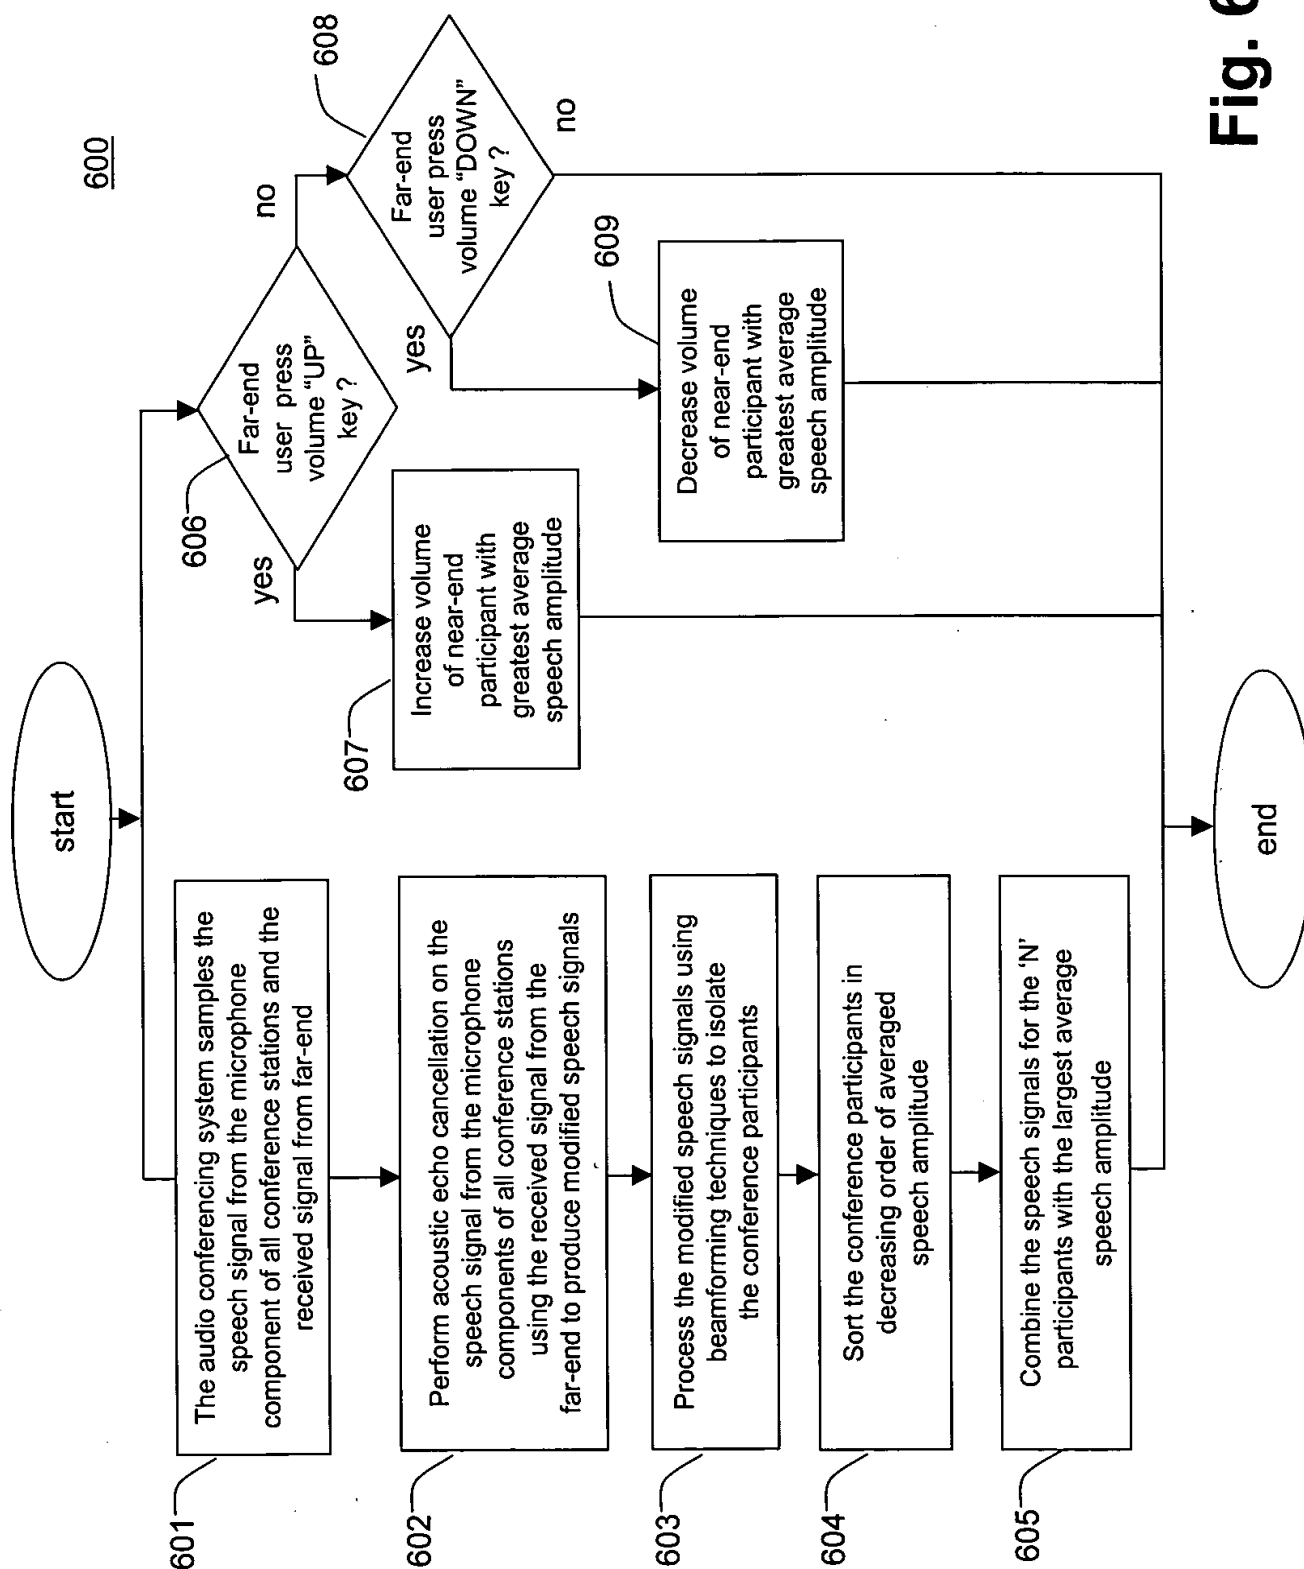 600
start
601
The audio conferencing system samples the
speech signal from the microphone
component of all conference stations and the
received signal from far-end
602
Perform acoustic echo cancellation on the
speech signal from the microphone
components of all conference stations
using the received signal from the
far-end to produce modified speech signals
603
Process the modified speech signals using
beamforming techniques to isolate
the conference participants
604
Sort the conference participants in
decreasing order of averaged
speech amplitude
605
Combine the speech signals for the 'N'
participants with the largest average
speech amplitude
606
Far-end
user press
volume "UP"
key ?
yes
no
607
Increase volume
of near-end
participant with
greatest average
speech amplitude
608
Far-end
user press
volume "DOWN"
key ?
yes
no
609
Decrease volume
of near-end
participant with
greatest average
speech amplitude
end
Fig. 6